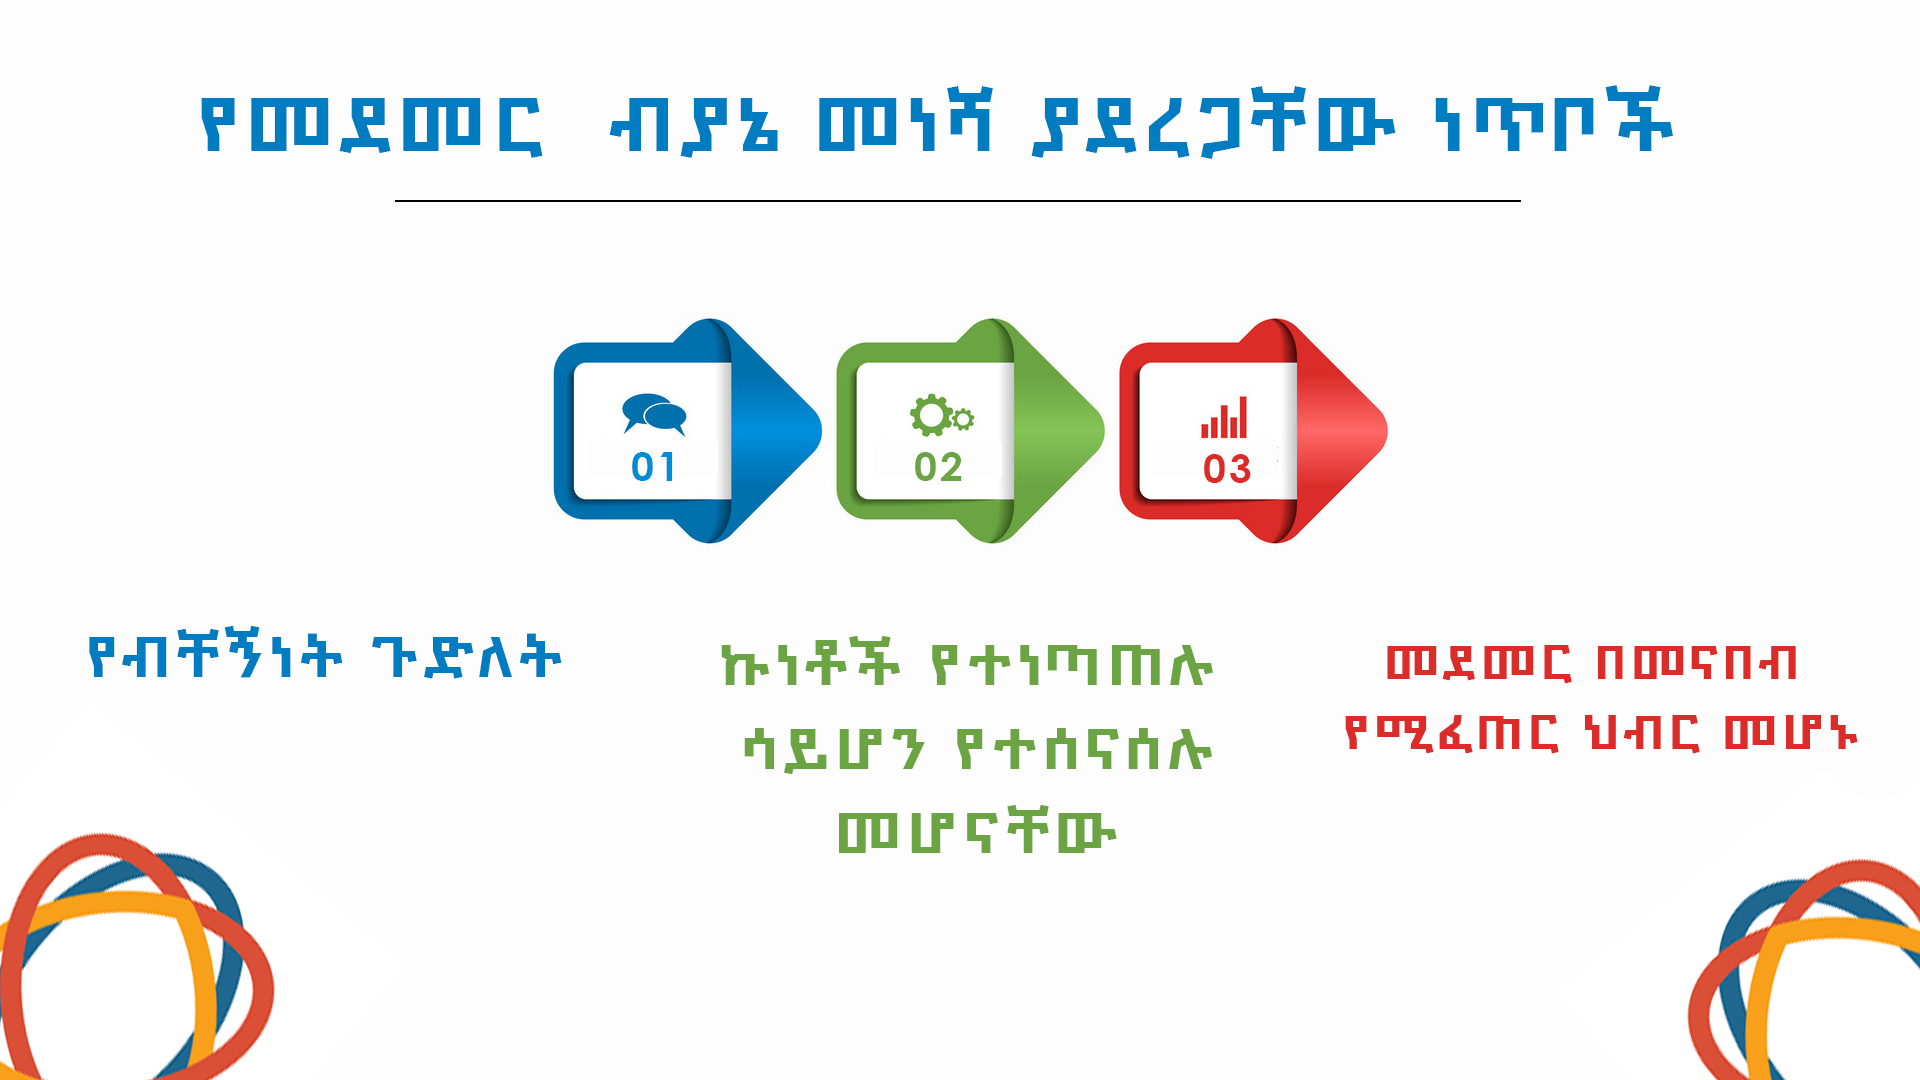 የመደመር ብያኔ መነሻ ያደረጋቸው ነጥቦች
01
02
03
የብቸኝነት ጉድለት
ኩነቶች የተነጣጠሉ
ሳይሆን የተሰናሰሉ
መሆናቸው
መደመር በመናበብ
የሚፈጠር ህብር መሆኑ